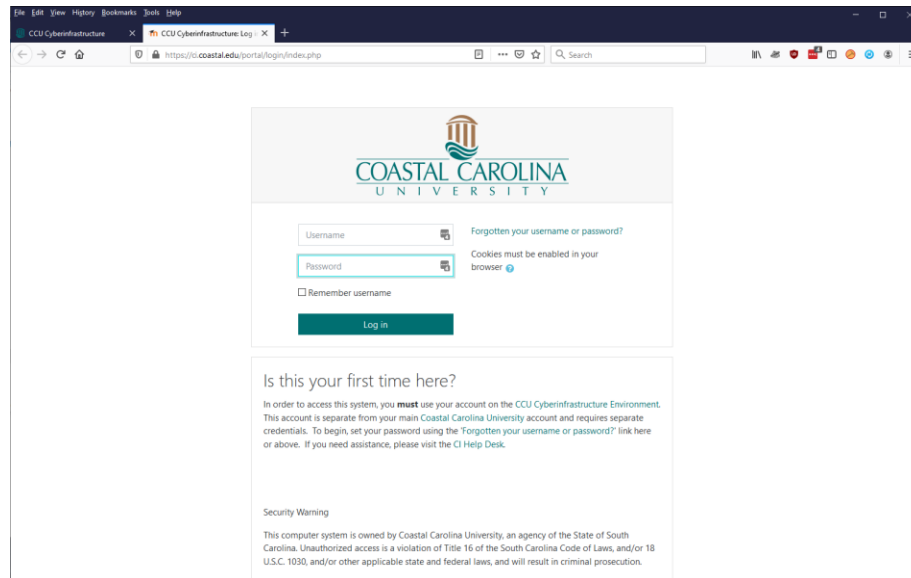 File Edit View History Bookmarks Tools Help
CCU Cyberinfrastructure
CCU Cyberinfrastructure: Log i
https://ci.coastal.edu/portal/login/index.php
Search
4
COASTAL CAROLINA
UNIVERSITY
Username
Forgotten your username or password?
Cookies must be enabled in your
browser
Password
Remember username
Log in
Is this your first time here?
In order to access this system, you must use your account on the CCU Cyberinfrastructure Environment.
This account is separate from your main Coastal Carolina University account and requires separate
credentials. To begin, set your password using the 'Forgotten your username or password?' link here
or above. If you need assistance, please visit the CI Help Desk.
Security Warning
This computer system is owned by Coastal Carolina University, an agency of the State of South
Carolina. Unauthorized access is a violation of Title 16 of the South Carolina Code of Laws, and/or 18
U.S.C. 1030, and/or other applicable state and federal laws, and will result in criminal prosecution.